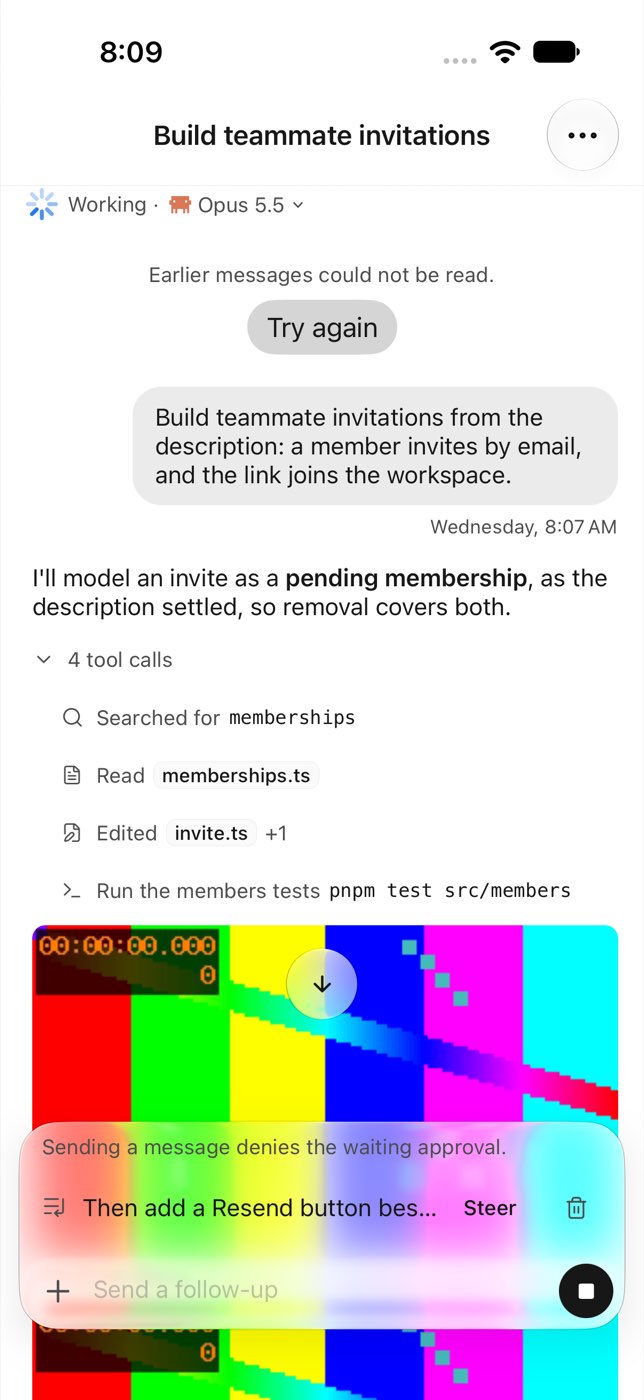 8:09
Build teammate invitations
Working · Opus 5.5
Earlier messages could not be read.
Try again
Build teammate invitations from the
description: a member invites by email,
and the link joins the workspace.
Wednesday, 8:07 AM
I'll model an invite as a pending membership, as the
description settled, so removal covers both.
4 tool calls
Searched for memberships
Read memberships.ts
Edited invite.ts +1
Run the members tests pnpm test src/members
00:00:00.000
0
Sending a message denies the waiting approval.
Then add a Resend button bes... Steer
Send a follow-up
0